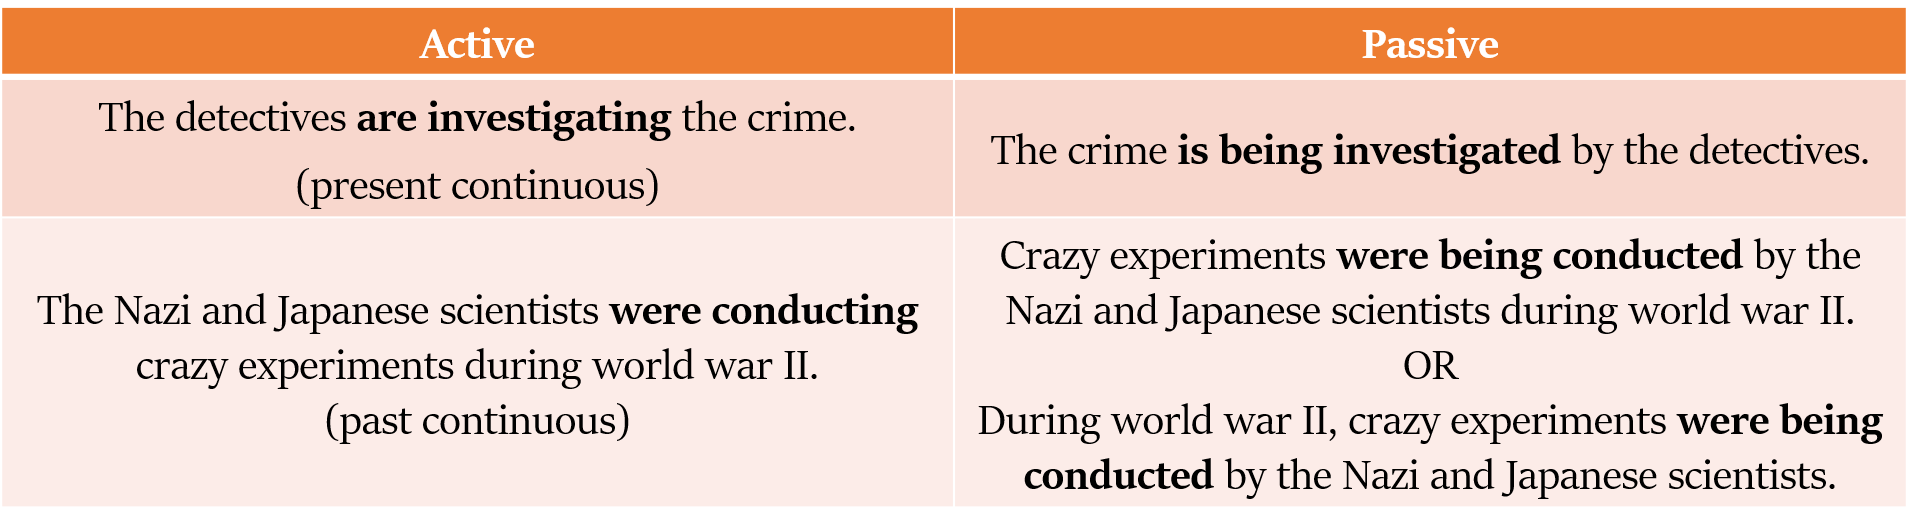 Active
Passive
The detectives are investigating the crime.
(present continuous)
The crime is being investigated by the detectives.
The Nazi and Japanese scientists were conducting
crazy experiments during world war II.
(past continuous)
Crazy experiments were being conducted by the
Nazi and Japanese scientists during world war II.
OR
During world war II, crazy experiments were being
conducted by the Nazi and Japanese scientists.